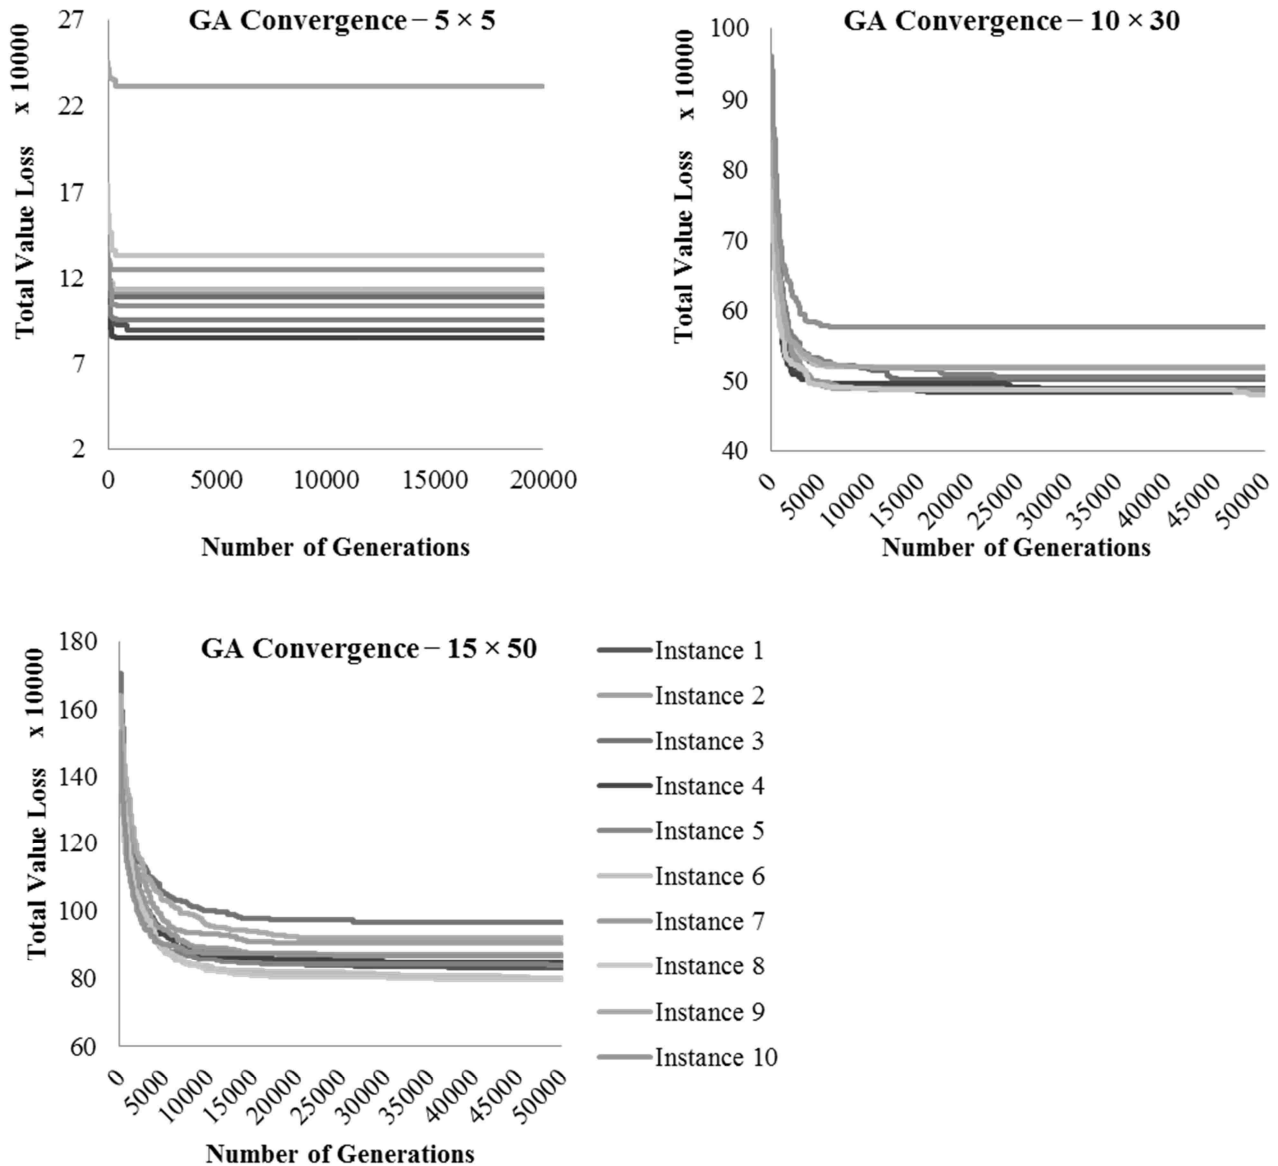 GA Convergence – 5 × 5
Total Value Loss x 10000
27
22
17
12
7
2
0 5000 10000 15000 20000
Number of Generations
GA Convergence – 10 × 30
Total Value Loss x 10000
100
90
80
70
60
50
40
0 5000 10000 15000 20000 25000 30000 35000 40000 45000 50000
Number of Generations
GA Convergence – 15 × 50
Total Value Loss x 10000
180
160
140
120
100
80
60
0 5000 10000 15000 20000 25000 30000 35000 40000 45000 50000
Number of Generations
Instance 1
Instance 2
Instance 3
Instance 4
Instance 5
Instance 6
Instance 7
Instance 8
Instance 9
Instance 10